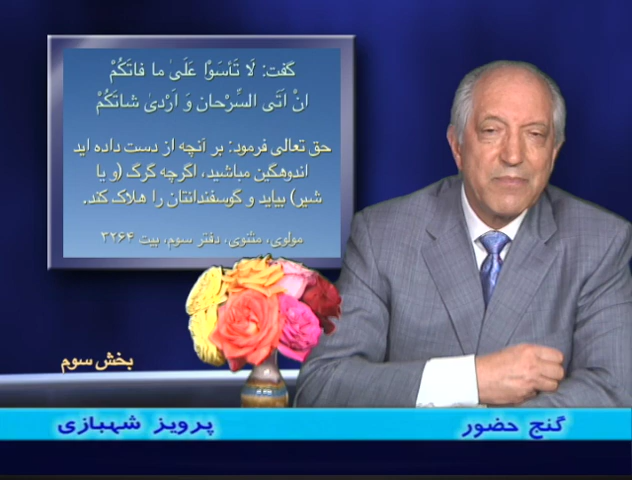 گفت: لَا تَأْسَوْا عَلَیٰ ما فاتَکُمْ
انْ اَتَی السِّرْحان وَ اَرْدیٰ شاتَکُمْ
حق تعالی فرمود: بر آنچه از دست داده اید
اندوهگین مباشید، اگرچه گرگ (و یا
شیر) بیاید و گوسفندانتان را هلاک کند.
مولوی، مثنوی، دفتر سوم، بیت ۳۲۶۴
بخش سوم
گنج حضور
پرویز شهبازی